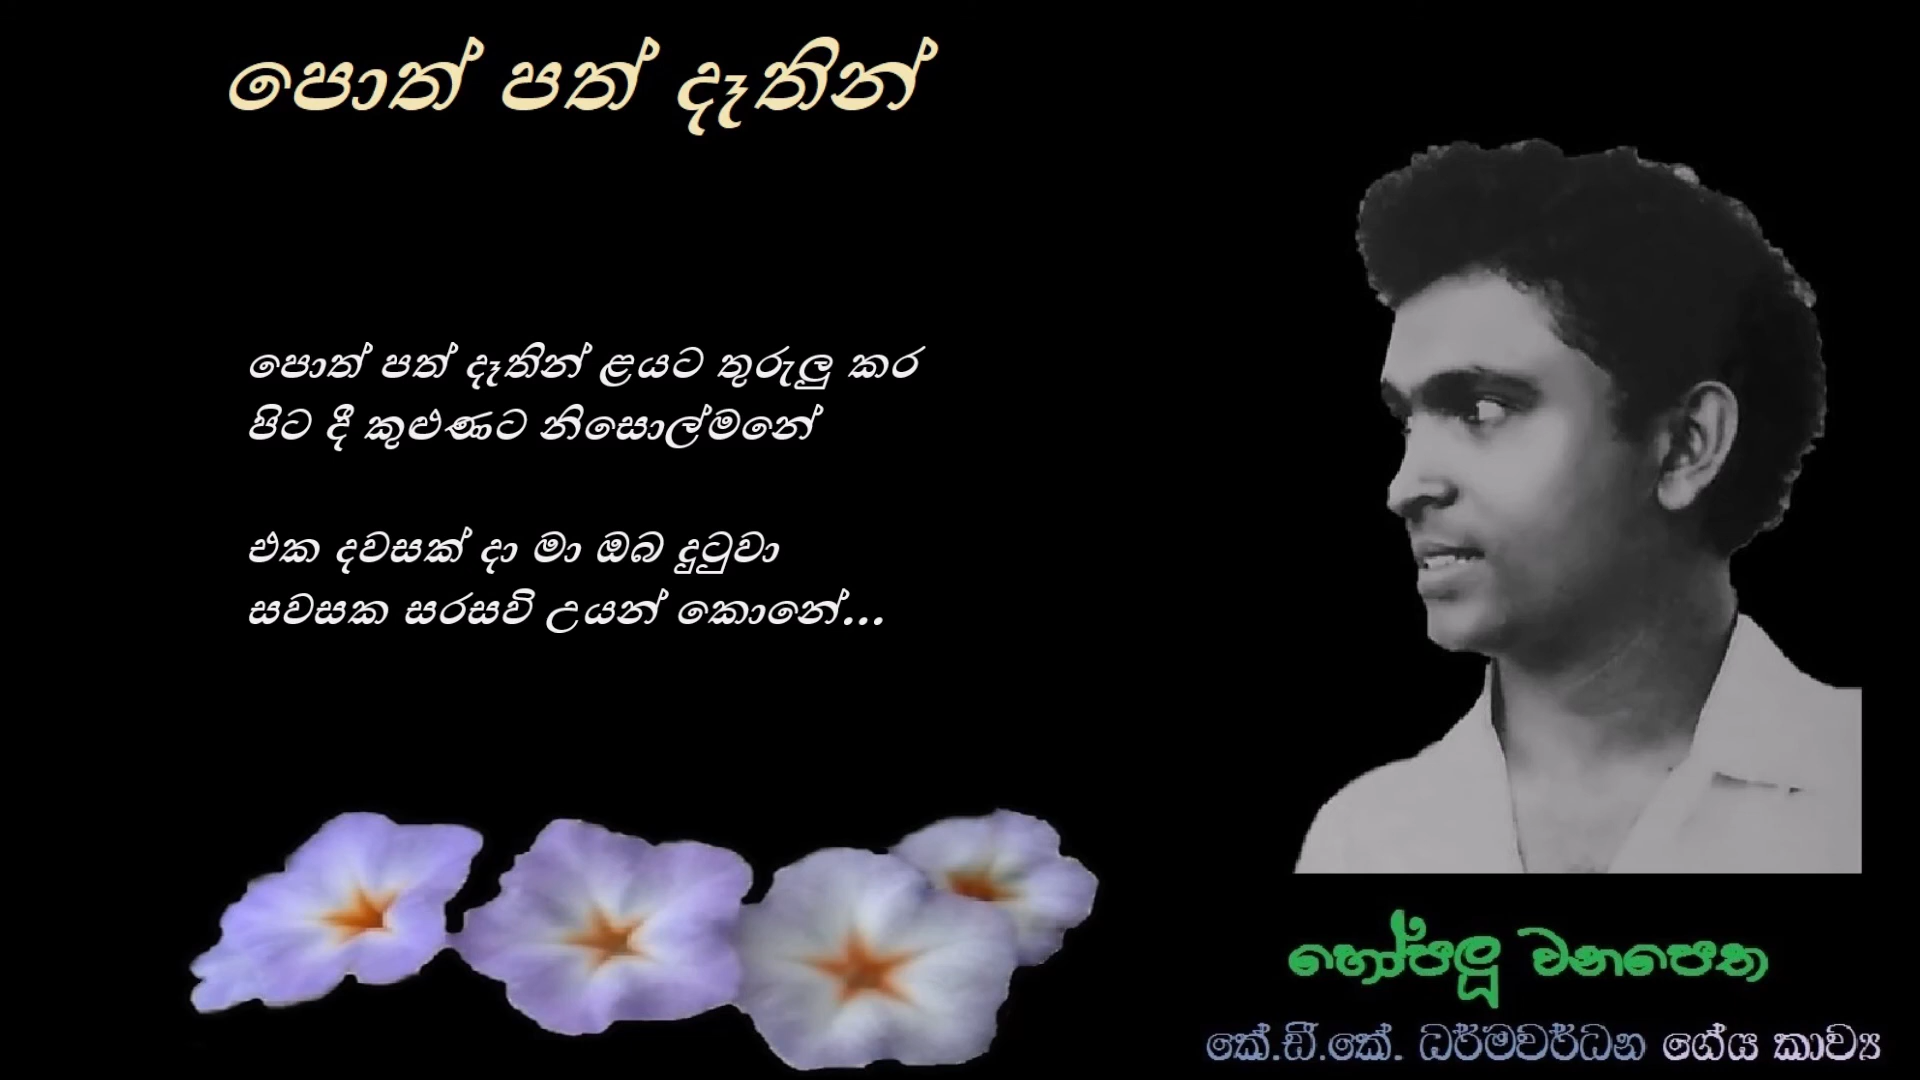 පොත් පත් දෑතින්
පොත් පත් දෑතින් ළයට තුරුලු කර
පිට දී කුළුණට නිසොල්මනේ
එක දවසක් දා මා ඔබ දුටුවා
සවසක සරසවි උයන් කොනේ...
හෝපලූ වනපෙත
කේ.ඩී.කේ. ධර්මවර්ධන ගේය කාව්‍ය